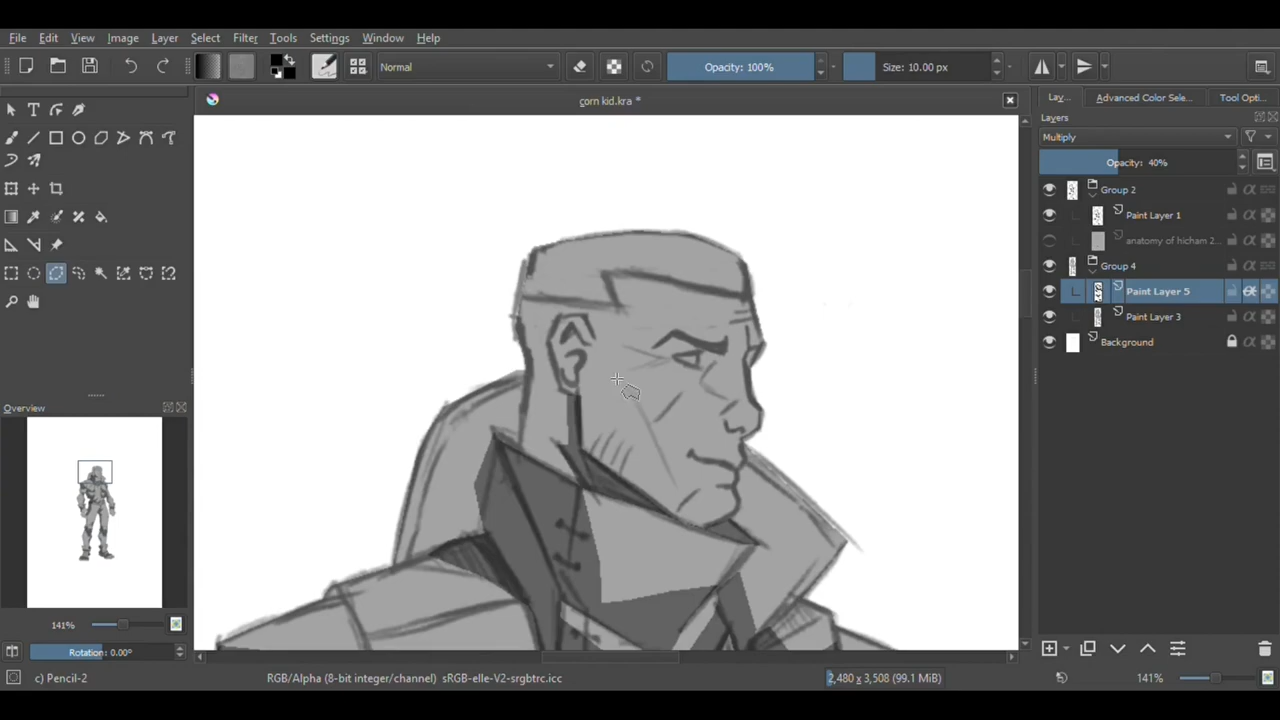 File Edit View Image Layer Select Filter Tools Settings Window Help
Normal Opacity: 100% Size: 10.00 px
corn kid.kra *
Lay... Advanced Color Sele... Tool Opti...
Layers
Multiply
Opacity: 40%
Group 2
Paint Layer 1
anatomy of hicham 2...
Group 4
Paint Layer 5
Paint Layer 3
Background
Overview
141%
Rotation: 0.00°
c) Pencil-2 RGB/Alpha (8-bit integer/channel) sRGB-elle-V2-srgbtrc.icc 2,480 x 3,508 (99.1 MiB) 141%